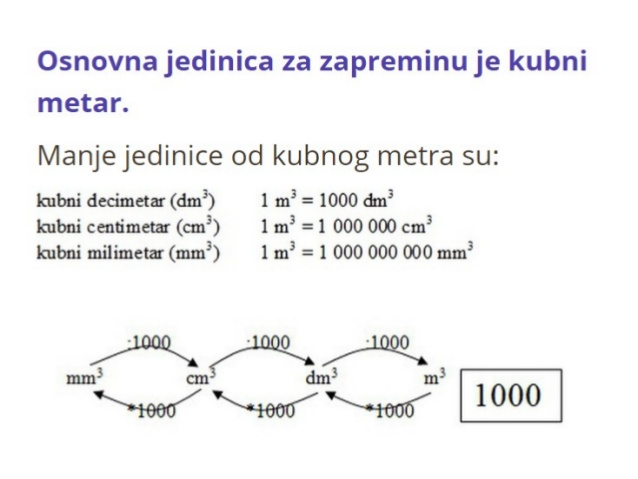 Osnovna jedinica za zapreminu je kubni
metar.
Manje jedinice od kubnog metra su:
kubni decimetar (dm³) 1 m³ = 1000 dm³
kubni centimetar (cm³) 1 m³ = 1 000 000 cm³
kubni milimetar (mm³) 1 m³ = 1 000 000 000 mm³
:1000 :1000 :1000
mm³ cm³ dm³ m³ 1000
*1000 *1000 *1000